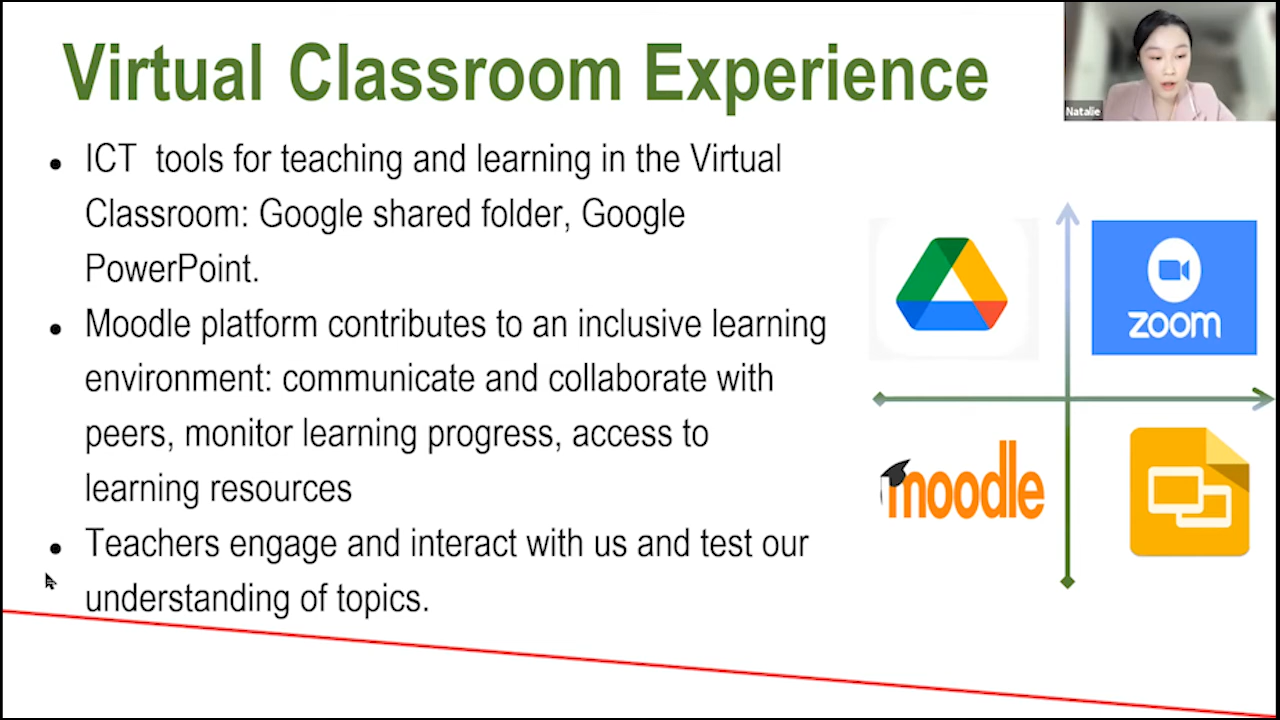 Virtual Classroom Experience
Natalie
ICT tools for teaching and learning in the Virtual
Classroom: Google shared folder, Google
PowerPoint.
Moodle platform contributes to an inclusive learning
environment: communicate and collaborate with
peers, monitor learning progress, access to
learning resources
Teachers engage and interact with us and test our
understanding of topics.
zoom
moodle